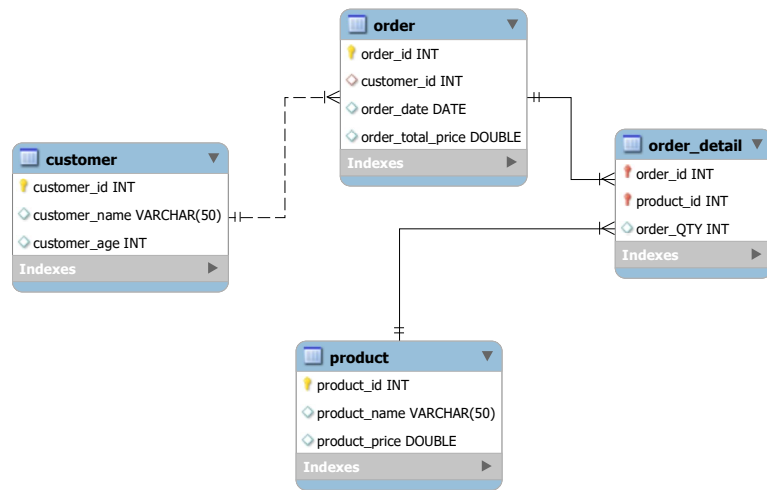 order
order_id INT
customer_id INT
order_date DATE
order_total_price DOUBLE
Indexes
customer
customer_id INT
customer_name VARCHAR(50)
customer_age INT
Indexes
order_detail
order_id INT
product_id INT
order_QTY INT
Indexes
product
product_id INT
product_name VARCHAR(50)
product_price DOUBLE
Indexes